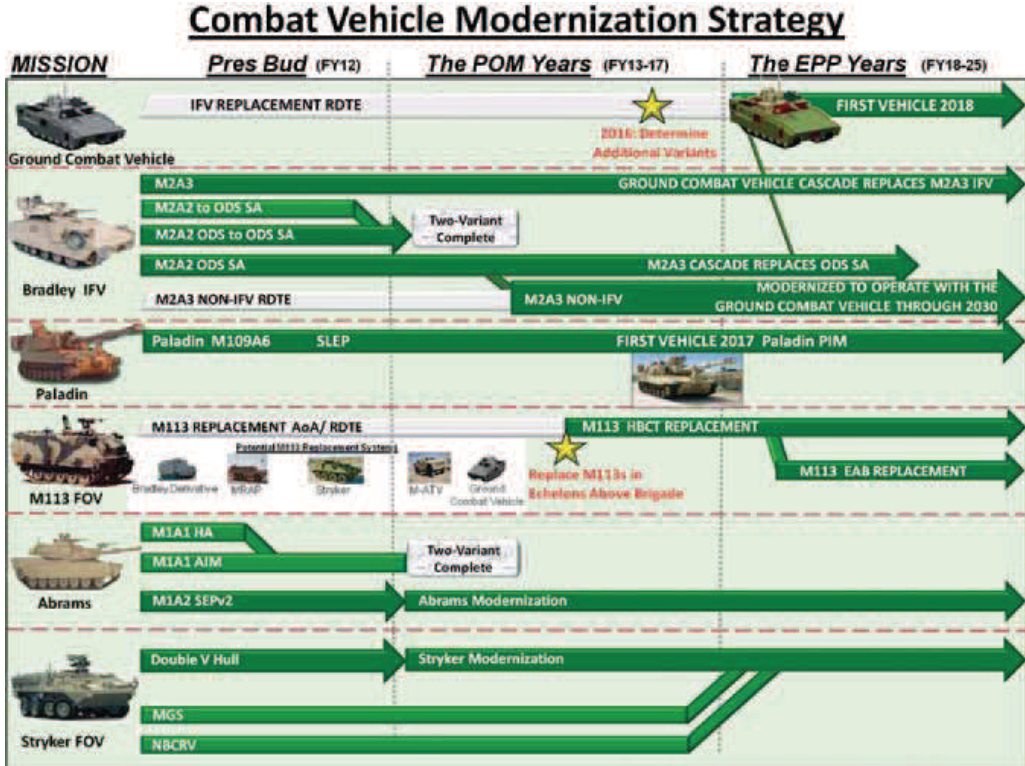 Combat Vehicle Modernization Strategy
MISSION
Pres Bud (FY12)
The POM Years (FY13-17)
The EPP Years (FY18-25)
IFV REPLACEMENT RDTE
FIRST VEHICLE 2018
2016: Determine
Additional Variants
Ground Combat Vehicle
M2A3
GROUND COMBAT VEHICLE CASCADE REPLACES M2A3 IFV
M2A2 to ODS SA
M2A2 ODS to ODS SA
Two-Variant
Complete
M2A2 ODS SA
M2A3 CASCADE REPLACES ODS SA
Bradley IFV
M2A3 NON-IFV RDTE
M2A3 NON-IFV
MODERNIZED TO OPERATE WITH THE
GROUND COMBAT VEHICLE THROUGH 2030
Paladin M109A6
SLEP
FIRST VEHICLE 2017 Paladin PIM
Paladin
M113 REPLACEMENT AoA/ RDTE
M113 HBCT REPLACEMENT
Potential M113 Replacement Systems
Bradley Derivative
MRAP
Stryker
M-ATV
Ground
Combat Vehicle
Replace M113s in
Echelons Above Brigade
M113 EAB REPLACEMENT
M113 FOV
M1A1 HA
M1A1 AIM
Two-Variant
Complete
M1A2 SEPv2
Abrams Modernization
Abrams
Double V Hull
Stryker Modernization
MGS
NBCRV
Stryker FOV